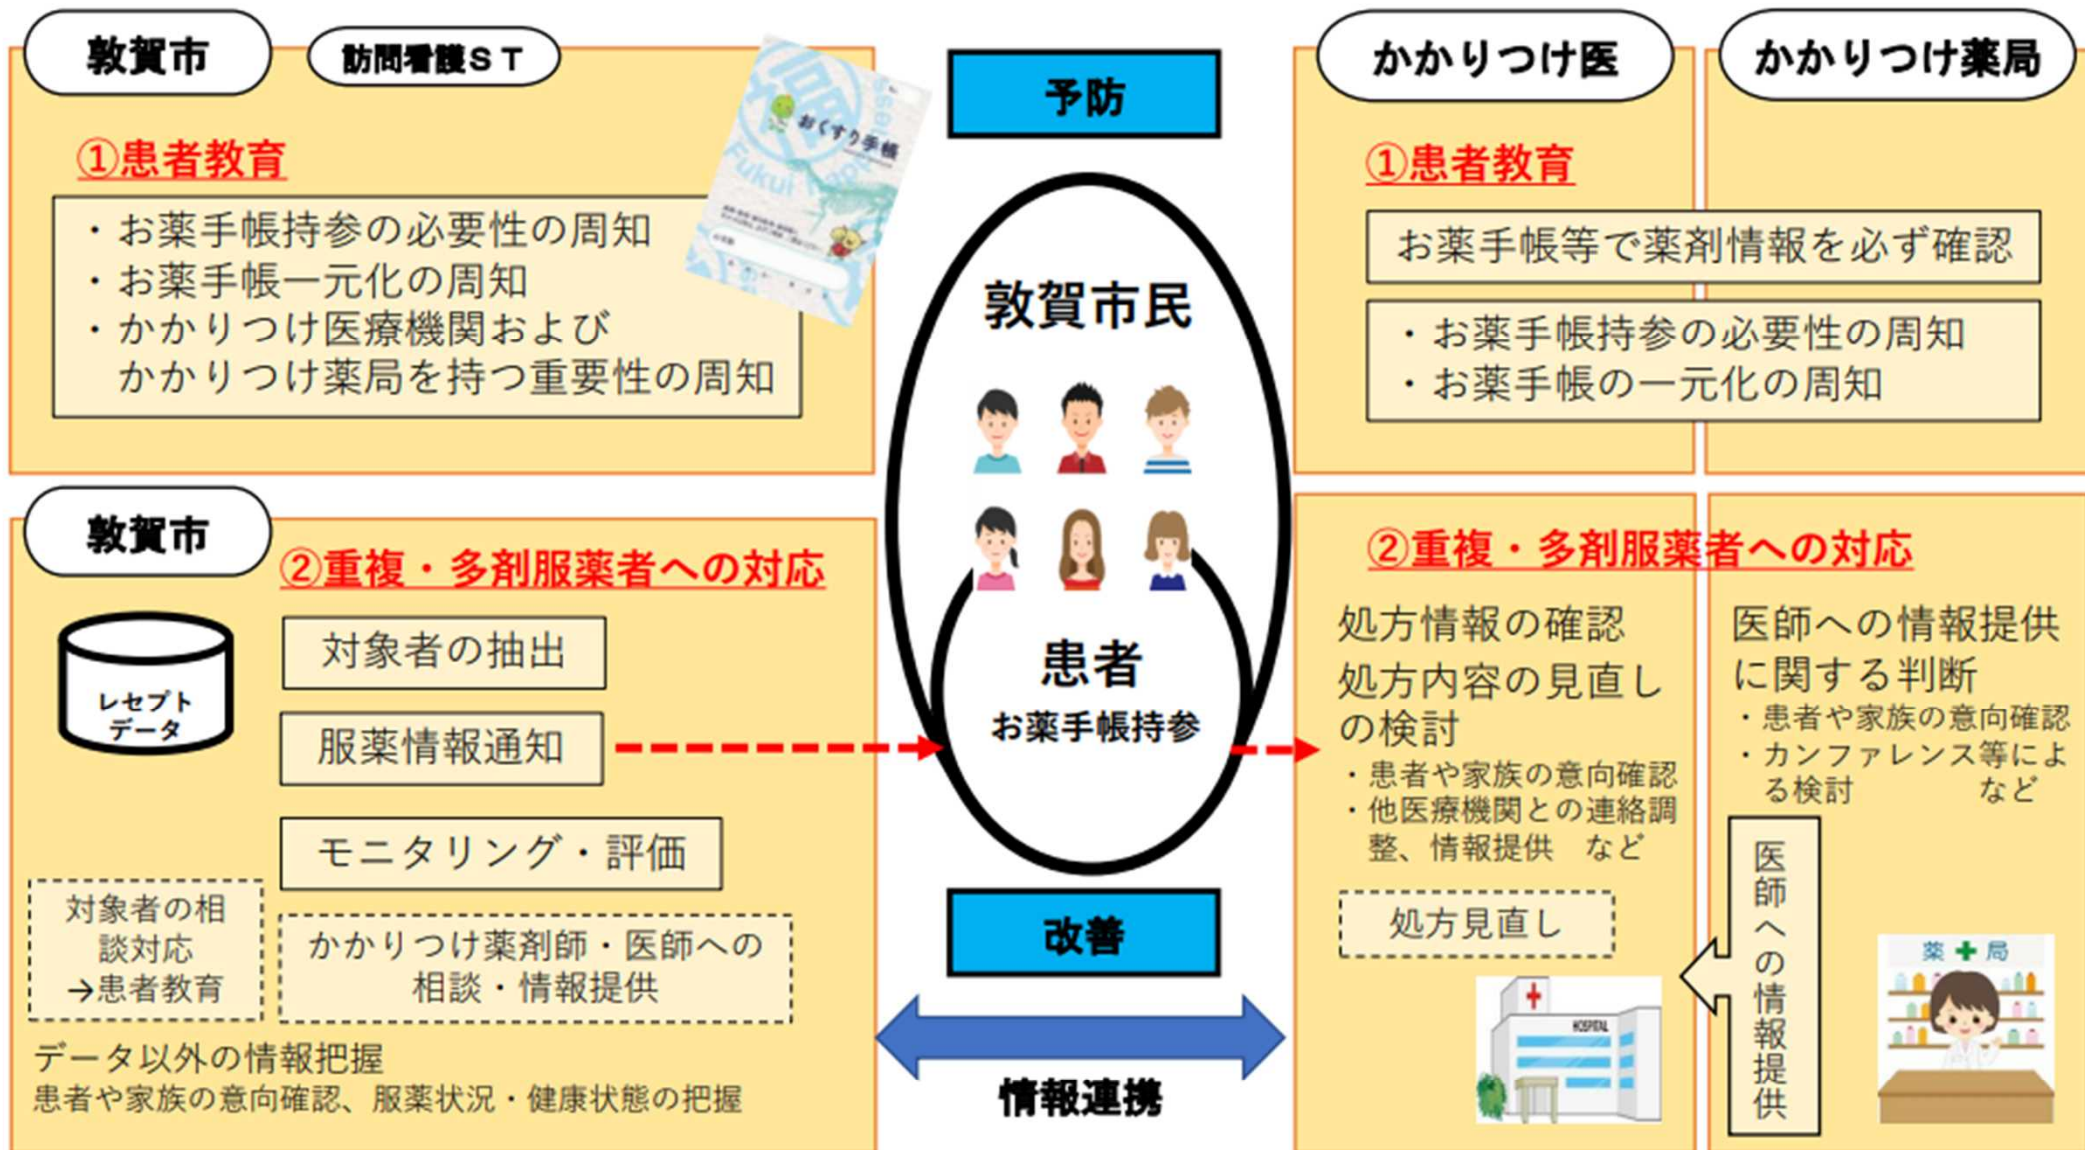 敦賀市
訪問看護ST
①患者教育
・お薬手帳持参の必要性の周知
・お薬手帳一元化の周知
・かかりつけ医療機関および
かかりつけ薬局を持つ重要性の周知
おくすり手帳
Fukui
予防
敦賀市民
患者
お薬手帳持参
改善
情報連携
かかりつけ医
かかりつけ薬局
①患者教育
お薬手帳等で薬剤情報を必ず確認
・お薬手帳持参の必要性の周知
・お薬手帳の一元化の周知
敦賀市
②重複・多剤服薬者への対応
レセプト
データ
対象者の抽出
服薬情報通知
モニタリング・評価
対象者の相
談対応
→患者教育
かかりつけ薬剤師・医師への
相談・情報提供
データ以外の情報把握
患者や家族の意向確認、服薬状況・健康状態の把握
②重複・多剤服薬者への対応
処方情報の確認
処方内容の見直し
の検討
・患者や家族の意向確認
・他医療機関との連絡調
整、情報提供 など
処方見直し
HOSPITAL
医師への情報提供
に関する判断
・患者や家族の意向確認
・カンファレンス等によ
る検討 など
医師への情報提供
薬局